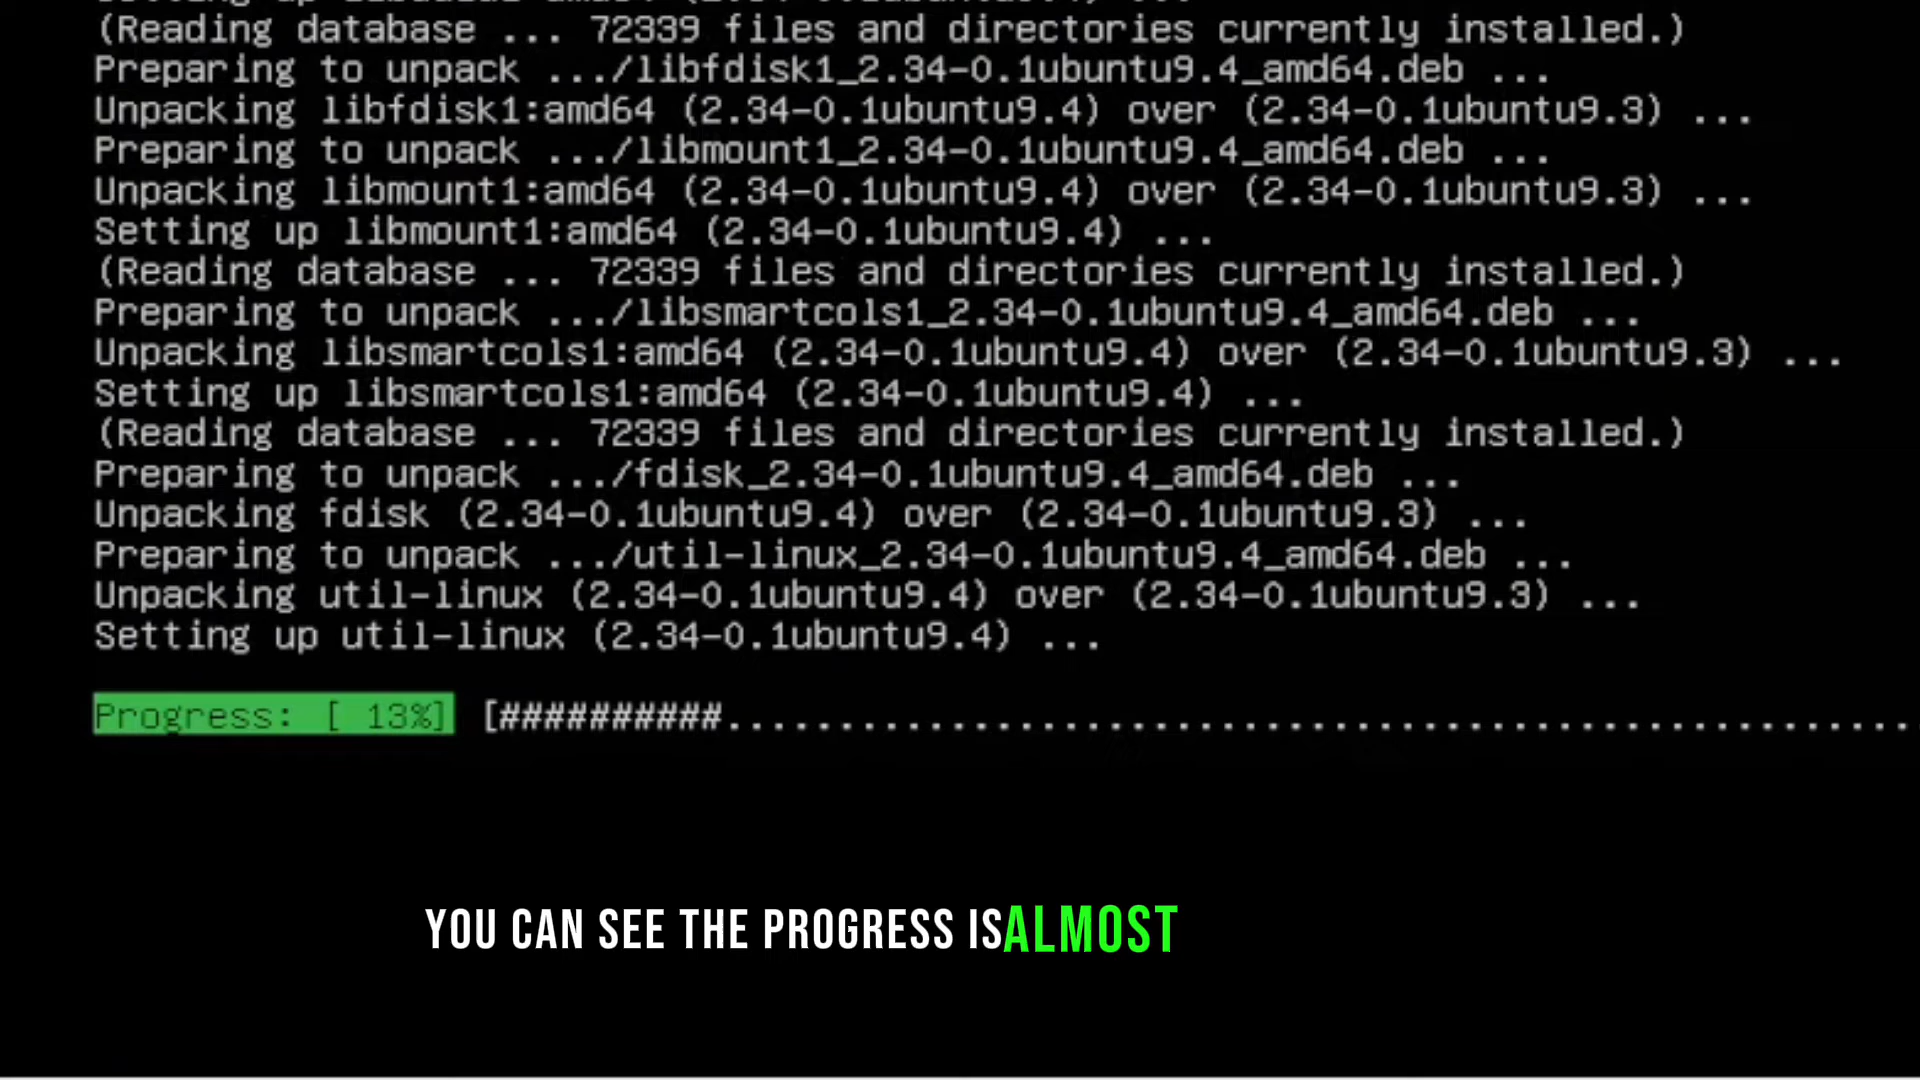 (Reading database ... 72339 files and directories currently installed.)
Preparing to unpack .../libfdisk1_2.34-0.1ubuntu9.4_amd64.deb ...
Unpacking libfdisk1:amd64 (2.34-0.1ubuntu9.4) over (2.34-0.1ubuntu9.3) ...
Preparing to unpack .../libmount1_2.34-0.1ubuntu9.4_amd64.deb ...
Unpacking libmount1:amd64 (2.34-0.1ubuntu9.4) over (2.34-0.1ubuntu9.3) ...
Setting up libmount1:amd64 (2.34-0.1ubuntu9.4) ...
(Reading database ... 72339 files and directories currently installed.)
Preparing to unpack .../libsmartcols1_2.34-0.1ubuntu9.4_amd64.deb ...
Unpacking libsmartcols1:amd64 (2.34-0.1ubuntu9.4) over (2.34-0.1ubuntu9.3) ...
Setting up libsmartcols1:amd64 (2.34-0.1ubuntu9.4) ...
(Reading database ... 72339 files and directories currently installed.)
Preparing to unpack .../fdisk_2.34-0.1ubuntu9.4_amd64.deb ...
Unpacking fdisk (2.34-0.1ubuntu9.4) over (2.34-0.1ubuntu9.3) ...
Preparing to unpack .../util-linux_2.34-0.1ubuntu9.4_amd64.deb ...
Unpacking util-linux (2.34-0.1ubuntu9.4) over (2.34-0.1ubuntu9.3) ...
Setting up util-linux (2.34-0.1ubuntu9.4) ...
Progress: [ 13%] [##########.....................................................
YOU CAN SEE THE PROGRESS IS ALMOST